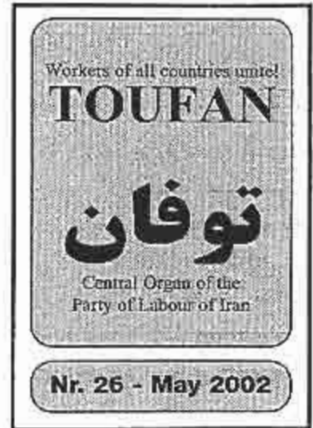 Workers of all countries unite!
TOUFAN
توفان
Central Organ of the
Party of Labour of Iran
Nr. 26 - May 2002